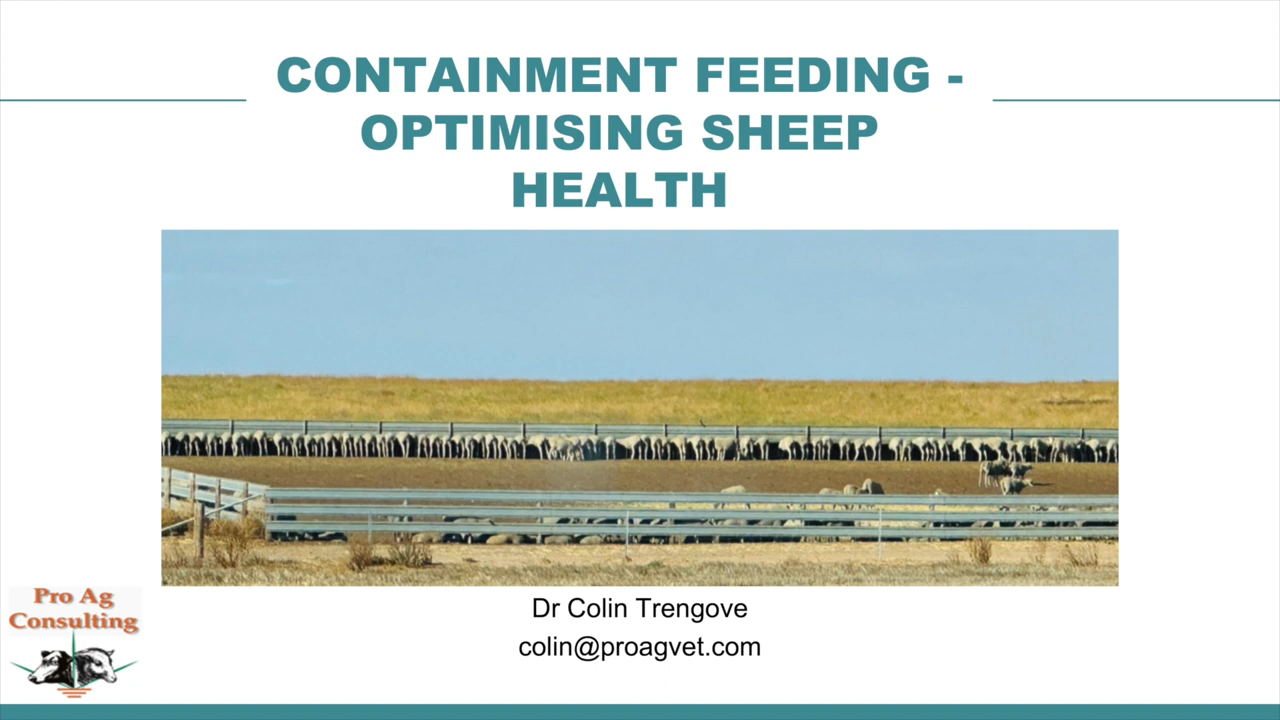 CONTAINMENT FEEDING -
OPTIMISING SHEEP
HEALTH
Dr Colin Trengove
colin@proagvet.com
Pro Ag
Consulting